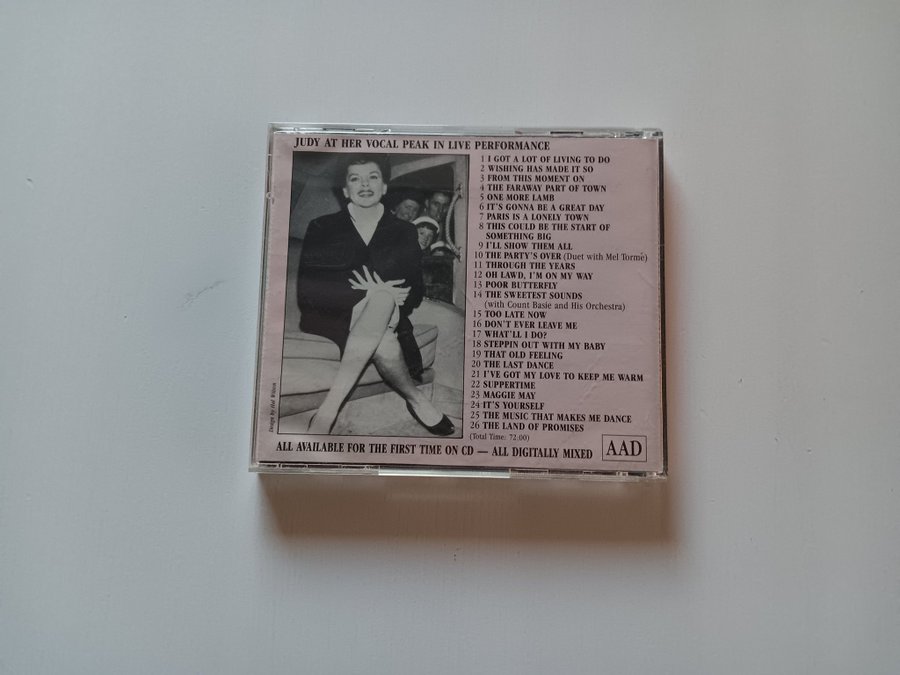 JUDY AT HER VOCAL PEAK IN LIVE PERFORMANCE
1 I GOT A LOT OF LIVING TO DO
2 WISHING HAS MADE IT SO
3 FROM THIS MOMENT ON
4 THE FARAWAY PART OF TOWN
5 ONE MORE LAMB
6 IT'S GONNA BE A GREAT DAY
7 PARIS IS A LONELY TOWN
8 THIS COULD BE THE START OF
SOMETHING BIG
9 I'LL SHOW THEM ALL
10 THE PARTY'S OVER (Duet with Mel Tormé)
11 THROUGH THE YEARS
12 OH LAWD, I'M ON MY WAY
13 POOR BUTTERFLY
14 THE SWEETEST SOUNDS
(with Count Basie and His Orchestra)
15 TOO LATE NOW
16 DON'T EVER LEAVE ME
17 WHAT'LL I DO?
18 STEPPIN OUT WITH MY BABY
19 THAT OLD FEELING
20 THE LAST DANCE
21 I'VE GOT MY LOVE TO KEEP ME WARM
22 SUPPERTIME
23 MAGGIE MAY
24 IT'S YOURSELF
25 THE MUSIC THAT MAKES ME DANCE
26 THE LAND OF PROMISES
(Total Time: 72:00)
Design by Hal Wilson
ALL AVAILABLE FOR THE FIRST TIME ON CD — ALL DIGITALLY MIXED
AAD